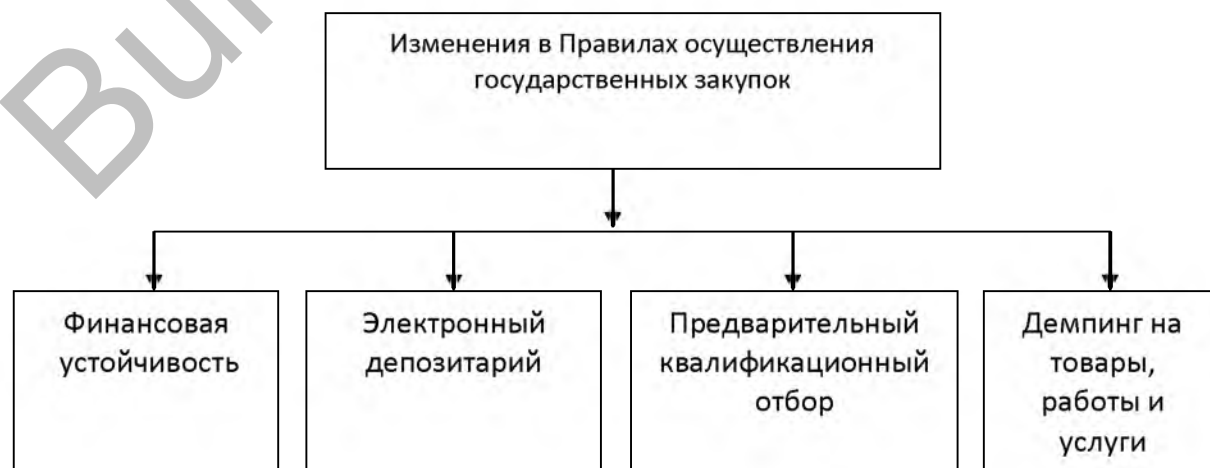 Изменения в Правилах осуществления
государственных закупок
Финансовая
устойчивость
Электронный
депозитарий
Предварительный
квалификационный
отбор
Демпинг на
товары,
работы и
услуги